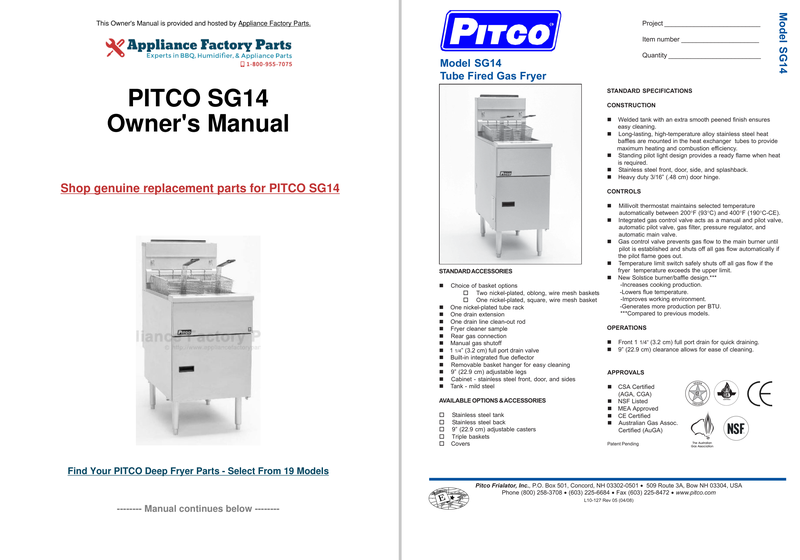 This Owner's Manual is provided and hosted by Appliance Factory Parts.
Appliance Factory Parts
Experts in BBQ, Humidifier, & Appliance Parts
1-800-955-7075
PITCO SG14
Owner's Manual
Shop genuine replacement parts for PITCO SG14
Pitco
Find Your PITCO Deep Fryer Parts - Select From 19 Models
-------- Manual continues below --------
PITCO
Model SG14
Tube Fired Gas Fryer
Project
Item number
Quantity
Model SG14
STANDARD ACCESSORIES
■ Choice of basket options
□ Two nickel-plated, oblong, wire mesh baskets
□ One nickel-plated, square, wire mesh basket
■ One nickel-plated tube rack
■ One drain extension
■ One drain line clean-out rod
■ Fryer cleaner sample
■ Rear gas connection
■ Manual gas shutoff
■ 1 1/4" (3.2 cm) full port drain valve
■ Built-in integrated flue deflector
■ Removable basket hanger for easy cleaning
■ 9" (22.9 cm) adjustable legs
■ Cabinet - stainless steel front, door, and sides
■ Tank - mild steel
AVAILABLE OPTIONS & ACCESSORIES
□ Stainless steel tank
□ Stainless steel back
□ 9" (22.9 cm) adjustable casters
□ Triple baskets
□ Covers
STANDARD SPECIFICATIONS
CONSTRUCTION
■ Welded tank with an extra smooth peened finish ensures
easy cleaning.
■ Long-lasting, high-temperature alloy stainless steel heat
baffles are mounted in the heat exchanger tubes to provide
maximum heating and combustion efficiency.
■ Standing pilot light design provides a ready flame when heat
is required.
■ Stainless steel front, door, side, and splashback.
■ Heavy duty 3/16" (.48 cm) door hinge.
CONTROLS
■ Millivolt thermostat maintains selected temperature
automatically between 200°F (93°C) and 400°F (190°C-CE).
■ Integrated gas control valve acts as a manual and pilot valve,
automatic pilot valve, gas filter, pressure regulator, and
automatic main valve.
■ Gas control valve prevents gas flow to the main burner until
pilot is established and shuts off all gas flow automatically if
the pilot flame goes out.
■ Temperature limit switch safely shuts off all gas flow if the
fryer temperature exceeds the upper limit.
■ New Solstice burner/baffle design.***
-Increases cooking production.
-Lowers flue temperature.
-Improves working environment.
-Generates more production per BTU.
***Compared to previous models.
OPERATIONS
■ Front 1 1/4" (3.2 cm) full port drain for quick draining.
■ 9" (22.9 cm) clearance allows for ease of cleaning.
APPROVALS
■ CSA Certified
(AGA, CGA)
■ NSF Listed
■ MEA Approved
■ CE Certified
■ Australian Gas Assoc.
Certified (AuGA)
Patent Pending
CE
NSF
The Australian
Gas Association
Pitco Frialator, Inc., P.O. Box 501, Concord, NH 03302-0501 • 509 Route 3A, Bow NH 03304, USA
Phone (800) 258-3708 • (603) 225-6684 • Fax (603) 225-8472 • www.pitco.com
L10-127 Rev 05 (04/08)